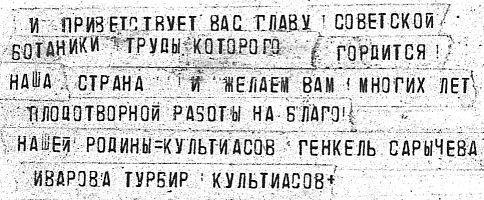 И ПРИВЕТСТВУЕТ ВАС ГЛАВУ СОВЕТСКОЙ
БОТАНИКИ ТРУДЫ КОТОРОГО ГОРДИТСЯ
НАША СТРАНА И ЖЕЛАЕМ ВАМ МНОГИХ ЛЕТ
ПЛОДОТВОРНОЙ РАБОТЫ НА БЛАГО
НАШЕЙ РОДИНЫ=КУЛЬТИАСОВ ГЕНКЕЛЬ САРЫЧЕВА
ИВАРОВА ТУРБИР КУЛЬТИАСОВ+